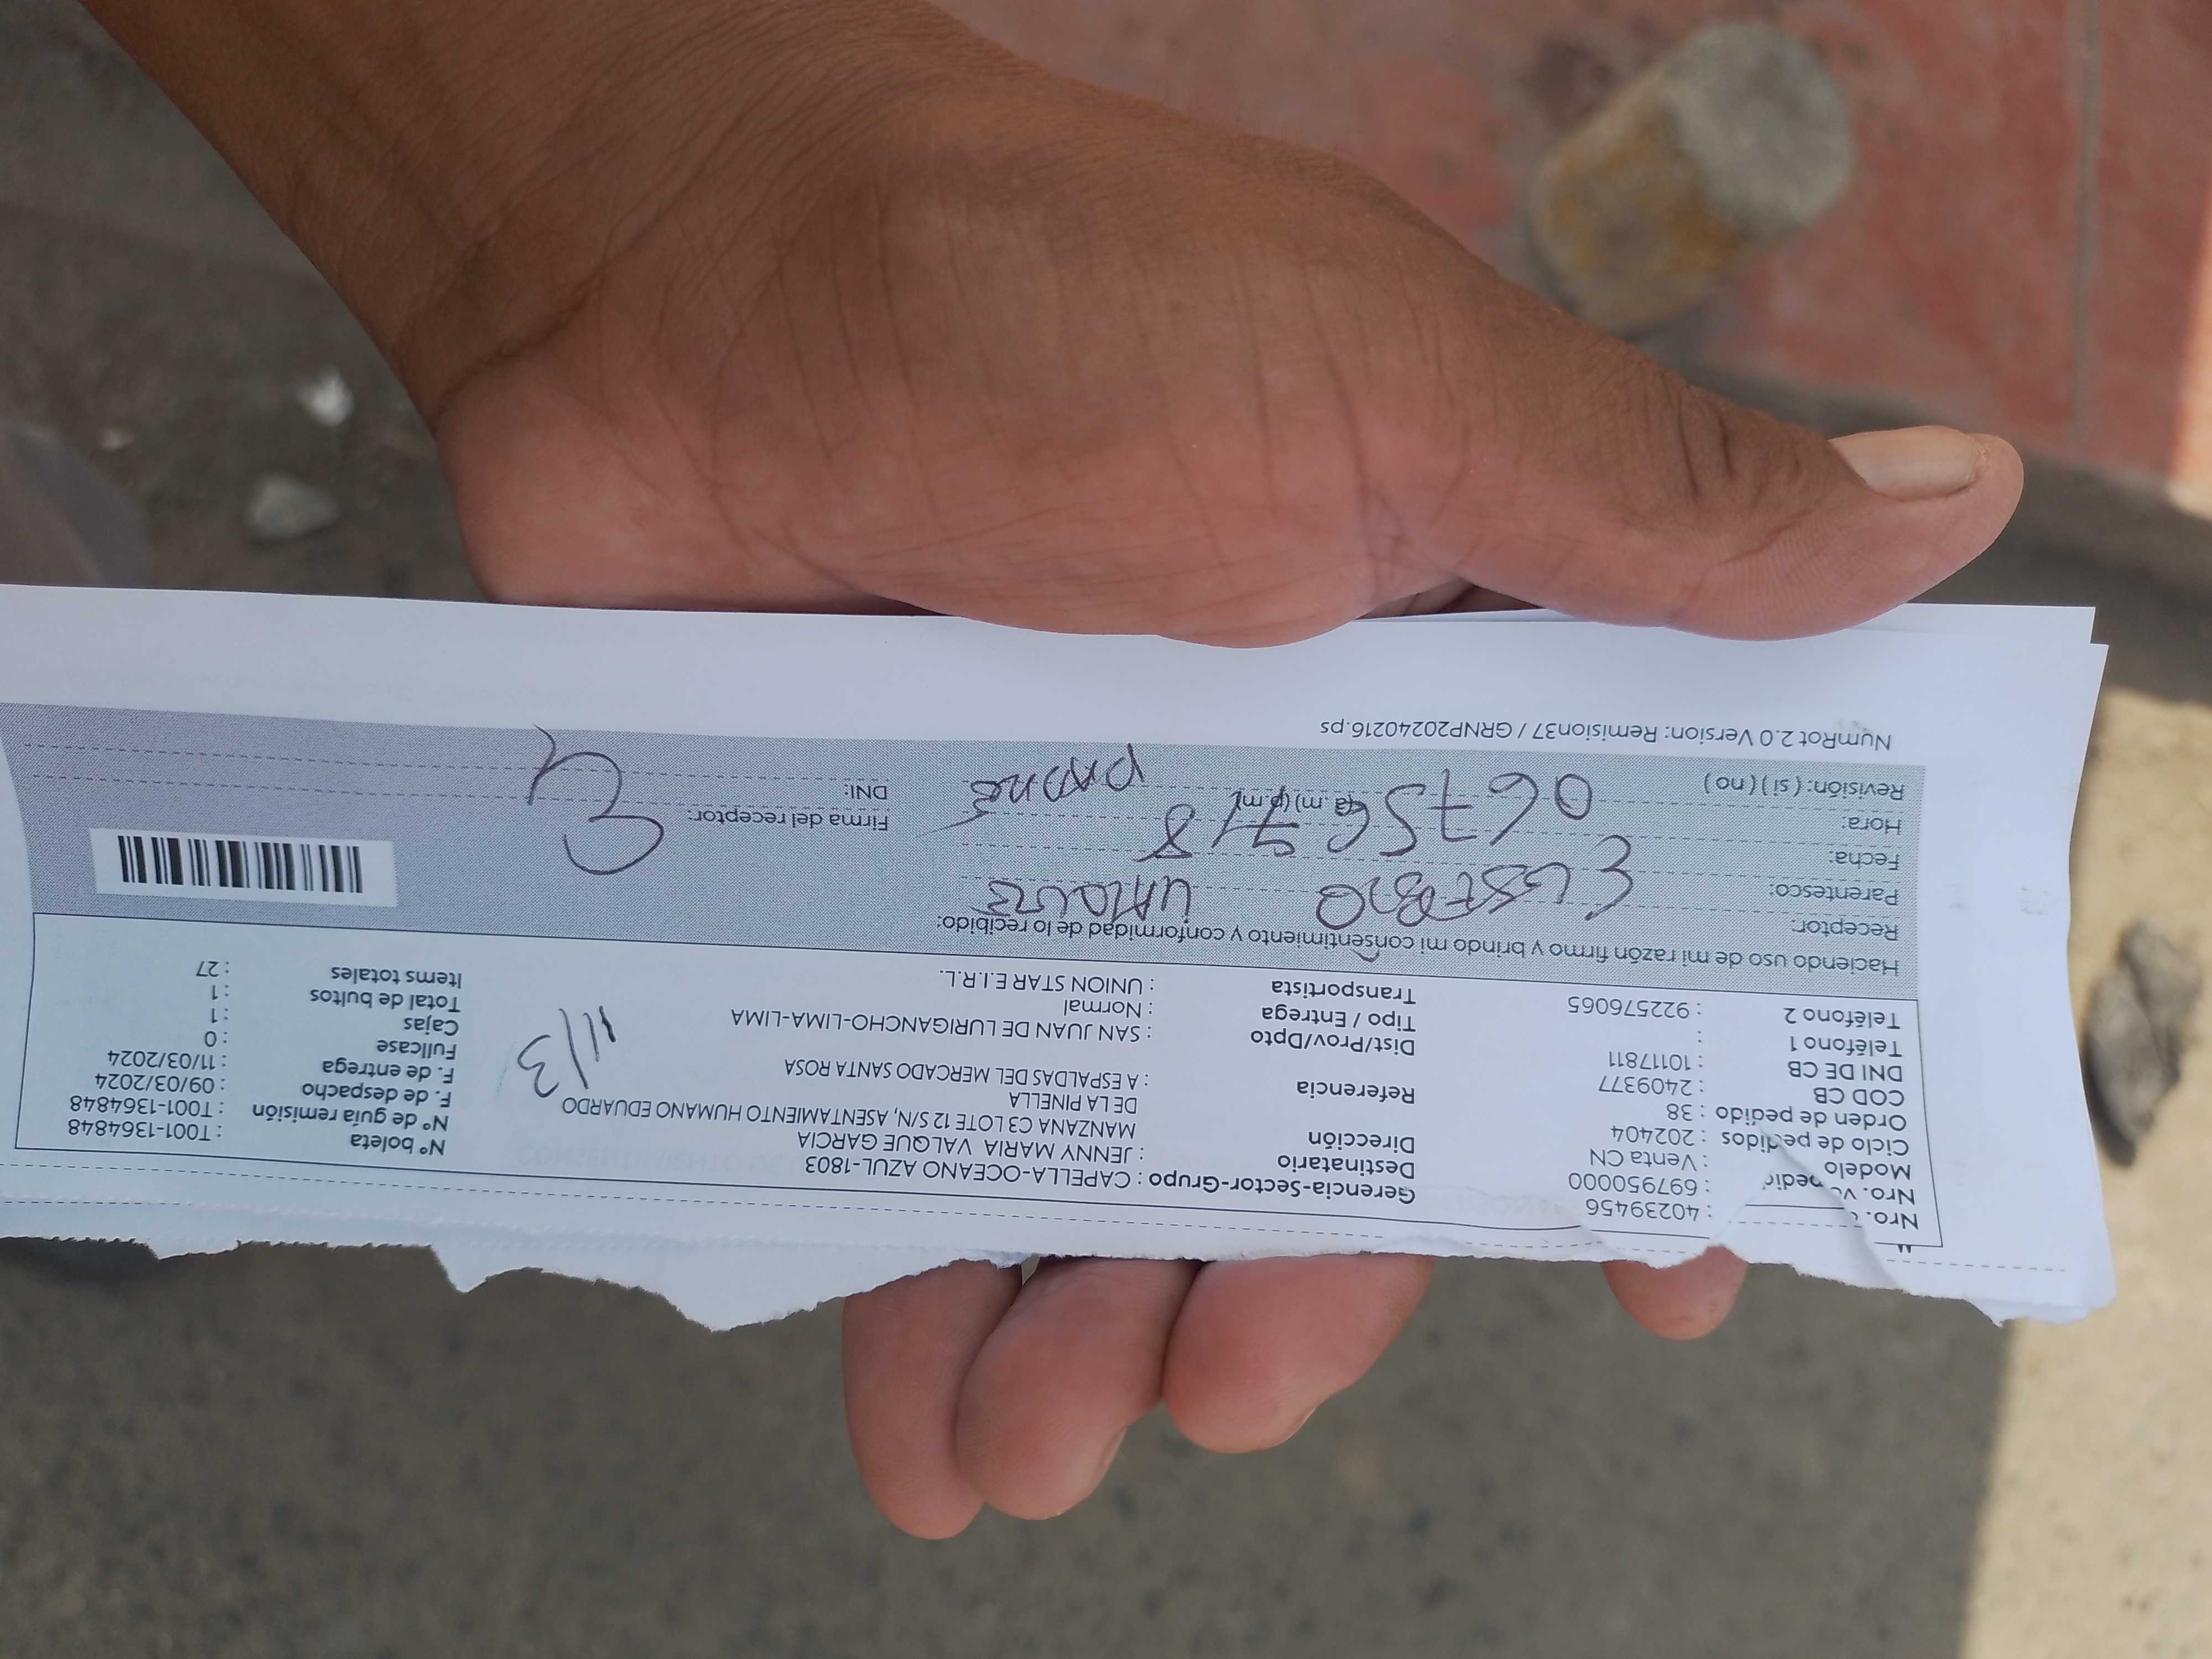 Nro. : 40239456
Nro. pedido : 697950000
Modelo : Venta CN
Ciclo de pedidos : 202404
Orden de pedido : 38
COD CB : 2409377
DNI DE CB : 10117811
Teléfono 1 :
Teléfono 2 : 922576065
Gerencia-Sector-Grupo : CAPELLA-OCEANO AZUL-1803
Destinatario : JENNY MARIA VALQUE GARCIA
Dirección MANZANA C3 LOTE 12 S/N, ASENTAMIENTO HUMANO EDUARDO
DE LA PINELLA
Referencia : A ESPALDAS DEL MERCADO SANTA ROSA
Dist/Prov/Dpto : SAN JUAN DE LURIGANCHO-LIMA-LIMA
Tipo / Entrega : Normal
Transportista : UNION STAR E.I.R.L.
N° boleta : T001-1364848
N° de guía remisión : T001-1364848
F. de despacho : 09/03/2024
F. de entrega : 11/03/2024
Fullcase : 0
Cajas : 1
Total de bultos : 1
Items totales : 27
11/3
Haciendo uso de mi razón firmo y brindo mi consentimiento y conformidad de lo recibido:
Receptor:
Parentesco: EUSEBIO VALQUE
Fecha:
Hora: 06756718 (a. m) (p.m)
Revisión: ( si ) ( no ) PADRE
Firma del receptor:
DNI:
NumRot 2.0 Version: Remision37 / GRNP20240216.ps